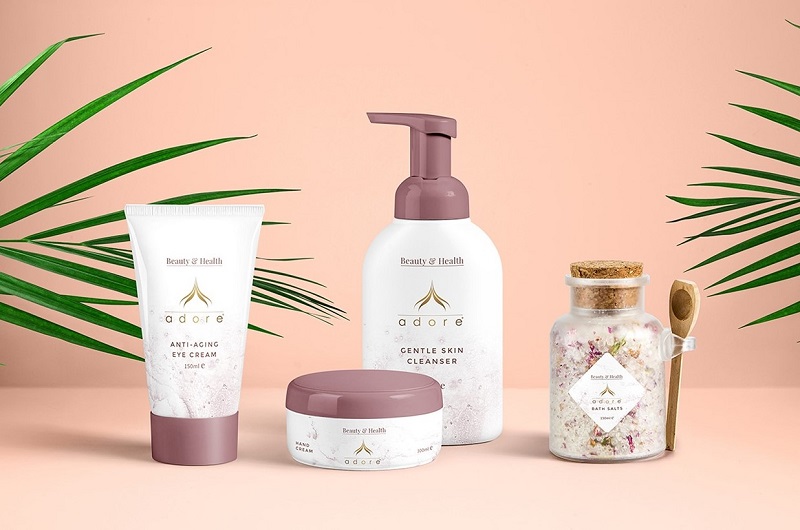 Beauty & Health
adore
ANTI-AGING
EYE CREAM
150ml e
Beauty & Health
adore
HAND
CREAM
Beauty & Health
adore
GENTLE SKIN
CLEANSER
Beauty & Health
adore
BATH SALTS